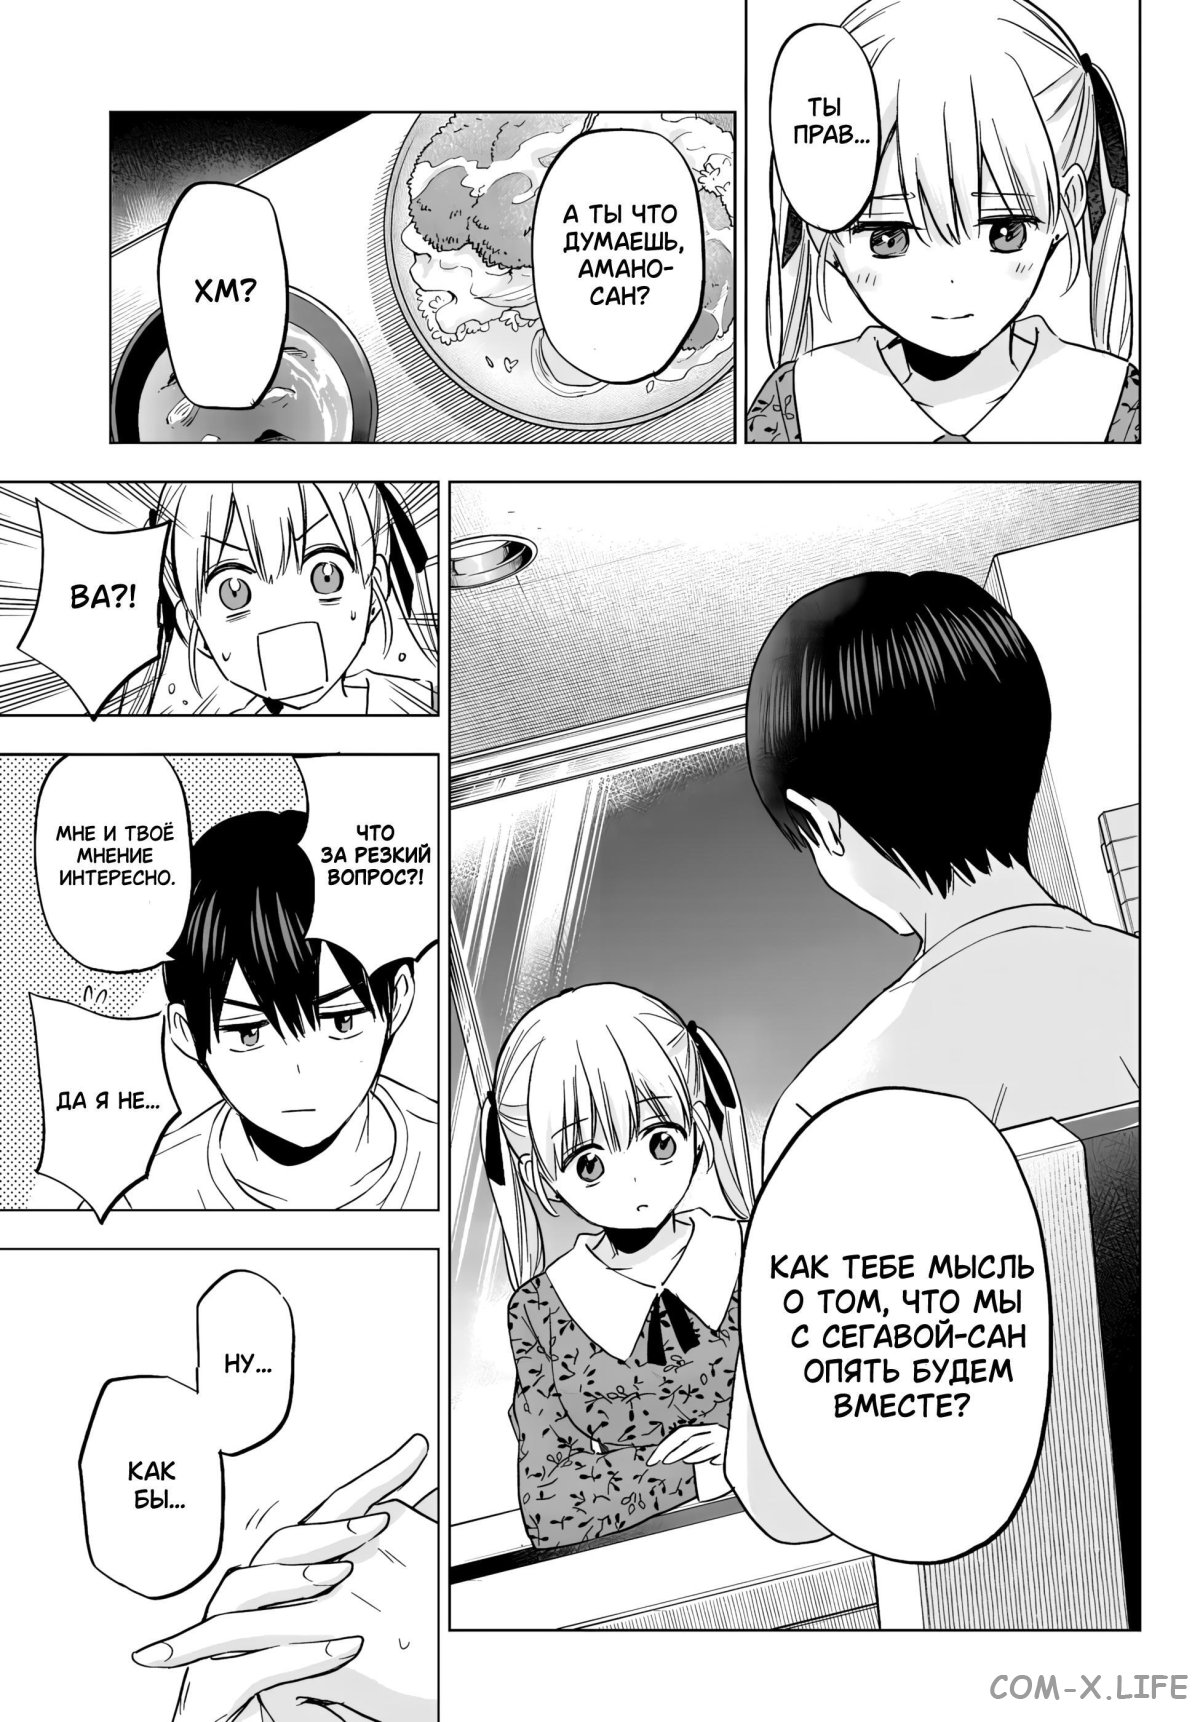 ТЫ
ПРАВ...
А ТЫ ЧТО
ДУМАЕШЬ,
АМАНО-
САН?
ХМ?
КАК ТЕБЕ МЫСЛЬ
О ТОМ, ЧТО МЫ
С СЕГАВОЙ-САН
ОПЯТЬ БУДЕМ
ВМЕСТЕ?
ВА?!
ЧТО
ЗА РЕЗКИЙ
ВОПРОС?!
МНЕ И ТВОЁ
МНЕНИЕ
ИНТЕРЕСНО.
ДА Я НЕ...
НУ...
КАК
БЫ...
COM-X.LIFE